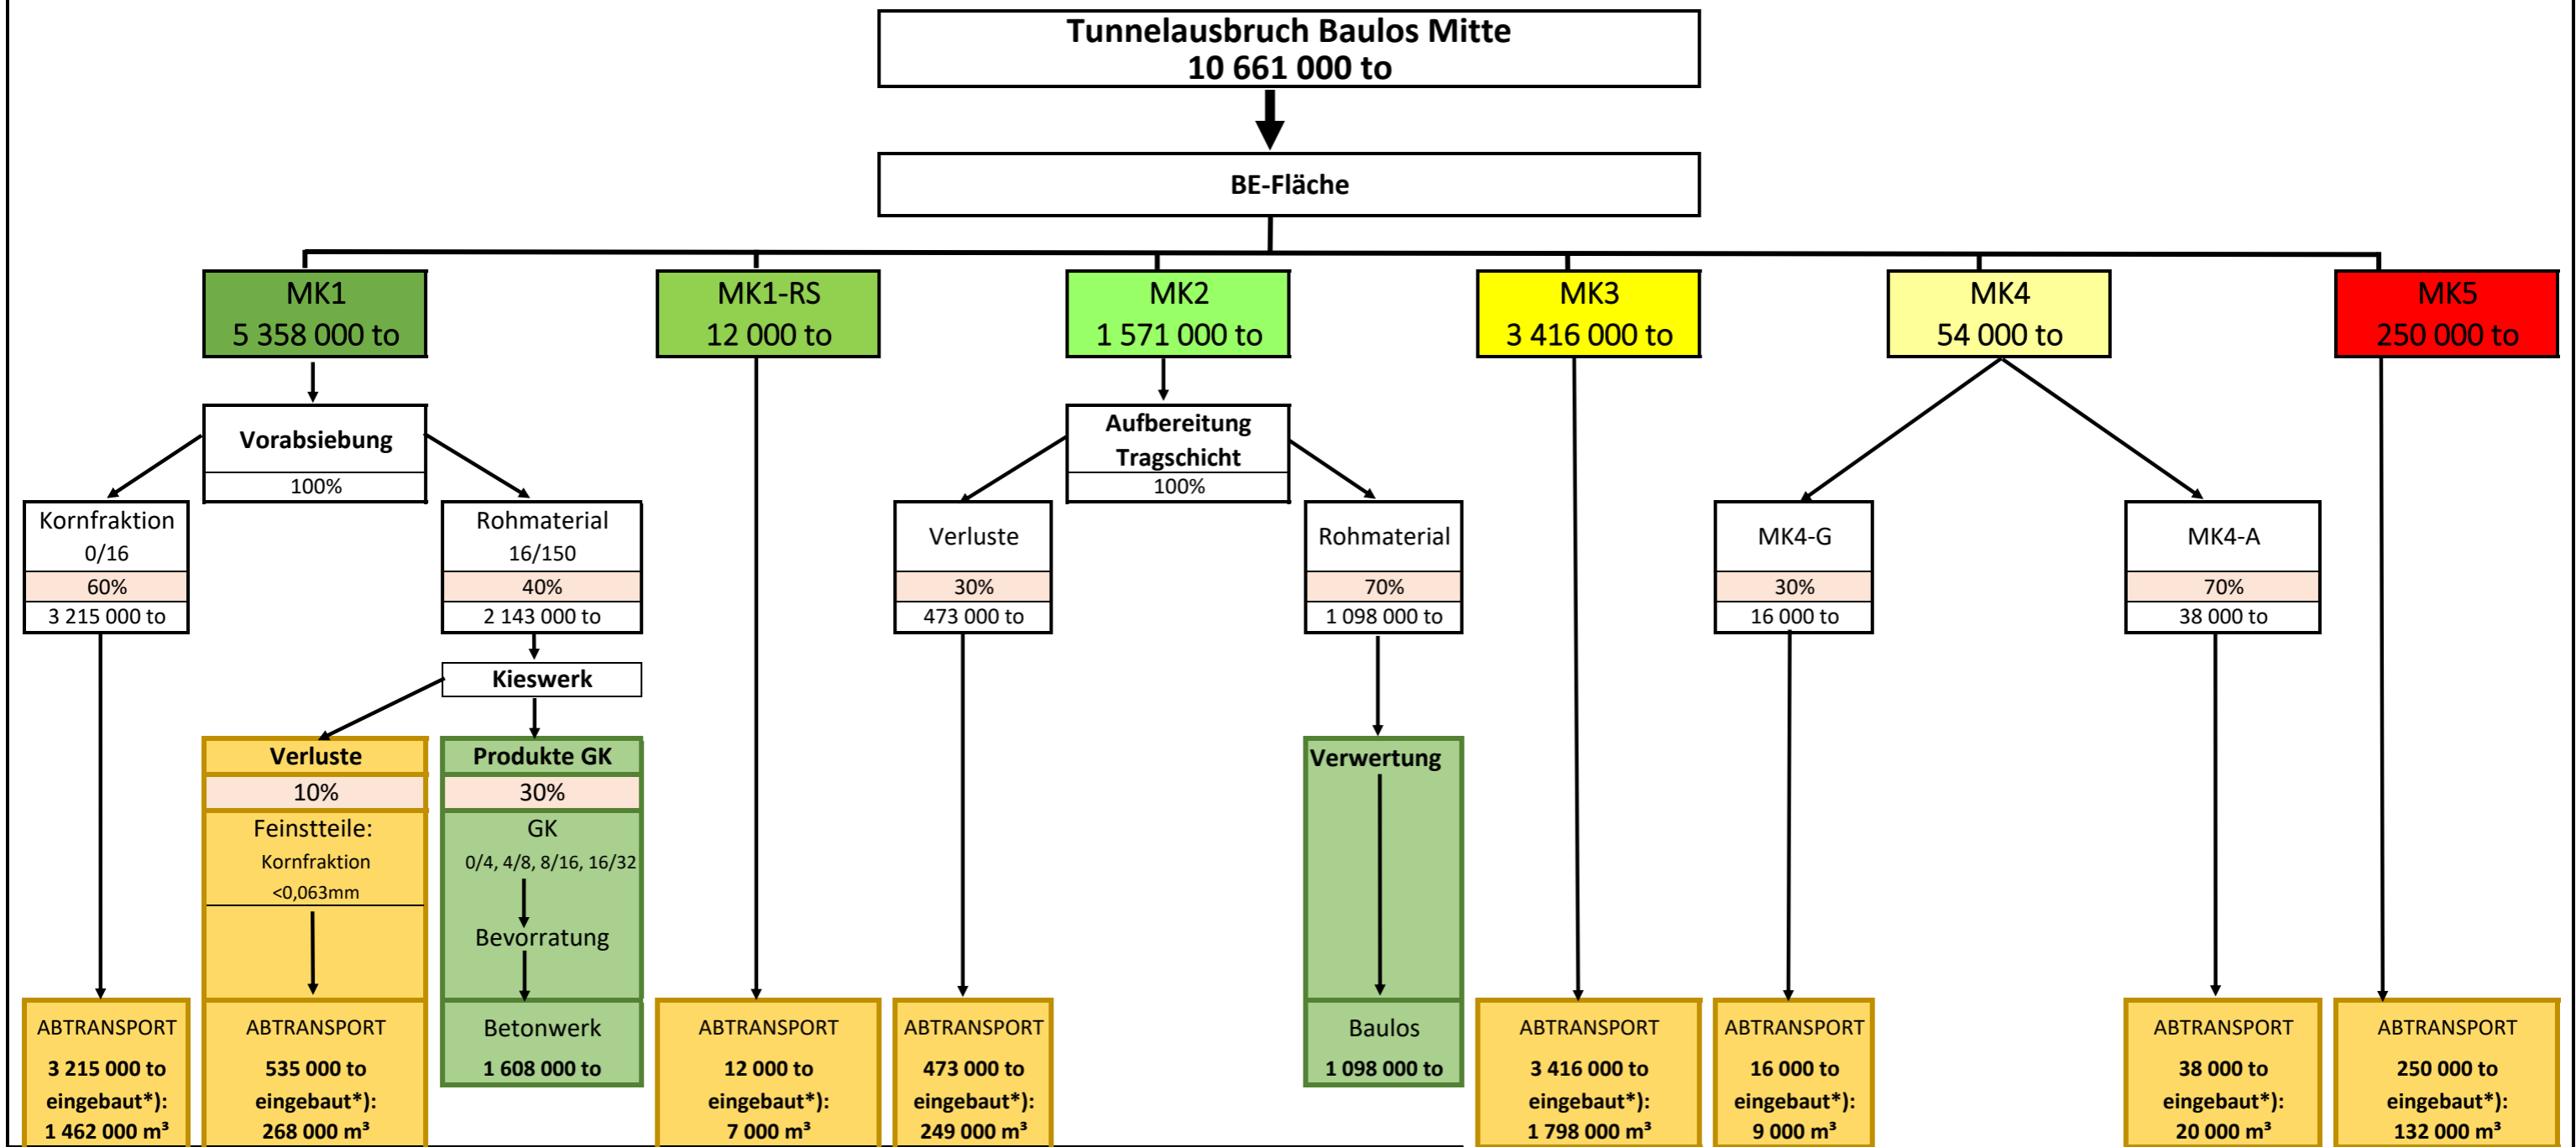 Tunnelausbruch Baulos Mitte
10 661 000 to
BE-Fläche
MK1
5 358 000 to
MK1-RS
12 000 to
MK2
1 571 000 to
MK3
3 416 000 to
MK4
54 000 to
MK5
250 000 to
Vorabsiebung
100%
Aufbereitung
Tragschicht
100%
Kornfraktion
0/16
60%
3 215 000 to
Rohmaterial
16/150
40%
2 143 000 to
Verluste
30%
473 000 to
Rohmaterial
70%
1 098 000 to
MK4-G
30%
16 000 to
MK4-A
70%
38 000 to
Kieswerk
Verluste
10%
Feinstteile:
Kornfraktion
<0,063mm
Produkte GK
30%
GK
0/4, 4/8, 8/16, 16/32
Bevorratung
Verwertung
ABTRANSPORT
3 215 000 to
eingebaut*):
1 462 000 m³
ABTRANSPORT
535 000 to
eingebaut*):
268 000 m³
Betonwerk
1 608 000 to
ABTRANSPORT
12 000 to
eingebaut*):
7 000 m³
ABTRANSPORT
473 000 to
eingebaut*):
249 000 m³
Baulos
1 098 000 to
ABTRANSPORT
3 416 000 to
eingebaut*):
1 798 000 m³
ABTRANSPORT
16 000 to
eingebaut*):
9 000 m³
ABTRANSPORT
38 000 to
eingebaut*):
20 000 m³
ABTRANSPORT
250 000 to
eingebaut*):
132 000 m³